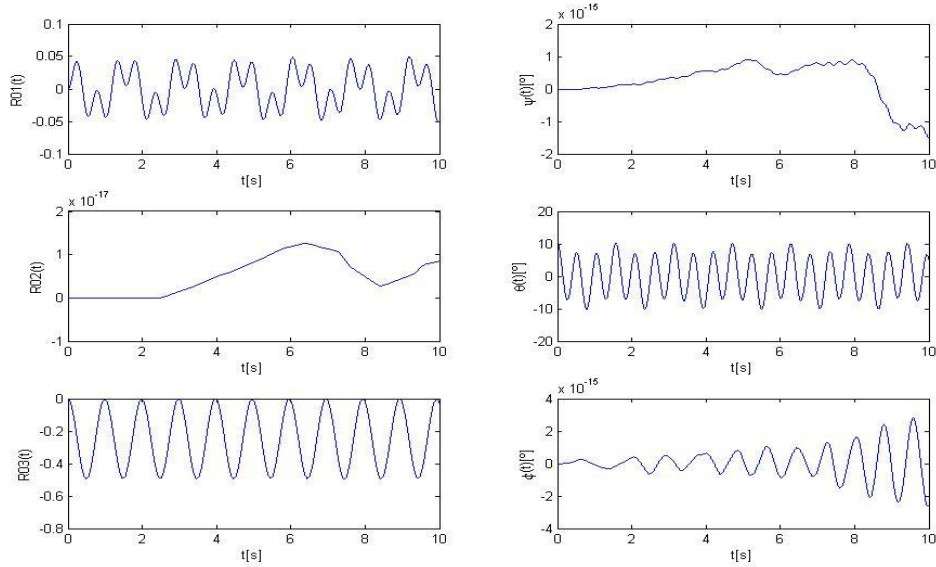 0.1
0.05
0
-0.05
-0.1
R01(t)
0 2 4 6 8 10
t[s]
x 10^-15
2
1
0
-1
-2
ψ(t)[º]
0 2 4 6 8 10
t[s]
x 10^-17
2
1
0
-1
R02(t)
0 2 4 6 8 10
t[s]
20
10
0
-10
-20
θ(t)[º]
0 2 4 6 8 10
t[s]
0
-0.2
-0.4
-0.6
-0.8
R03(t)
0 2 4 6 8 10
t[s]
x 10^-15
4
2
0
-2
-4
ϕ(t)[º]
0 2 4 6 8 10
t[s]